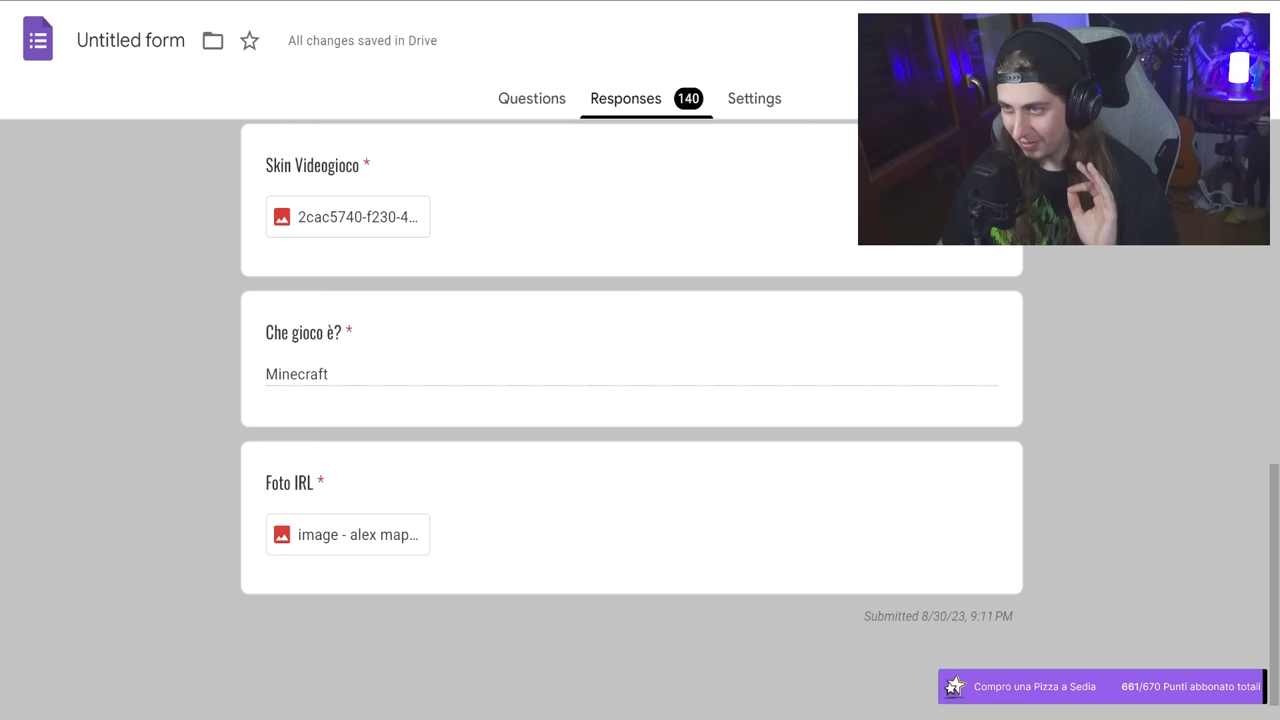 Untitled form
All changes saved in Drive
Questions
Responses 140
Settings
Skin Videogioco *
2cac5740-f230-4...
Che gioco è? *
Minecraft
Foto IRL *
image - alex map...
Submitted 8/30/23, 9:11 PM
Compro una Pizza a Sedia 661/670 Punti abbonato totali